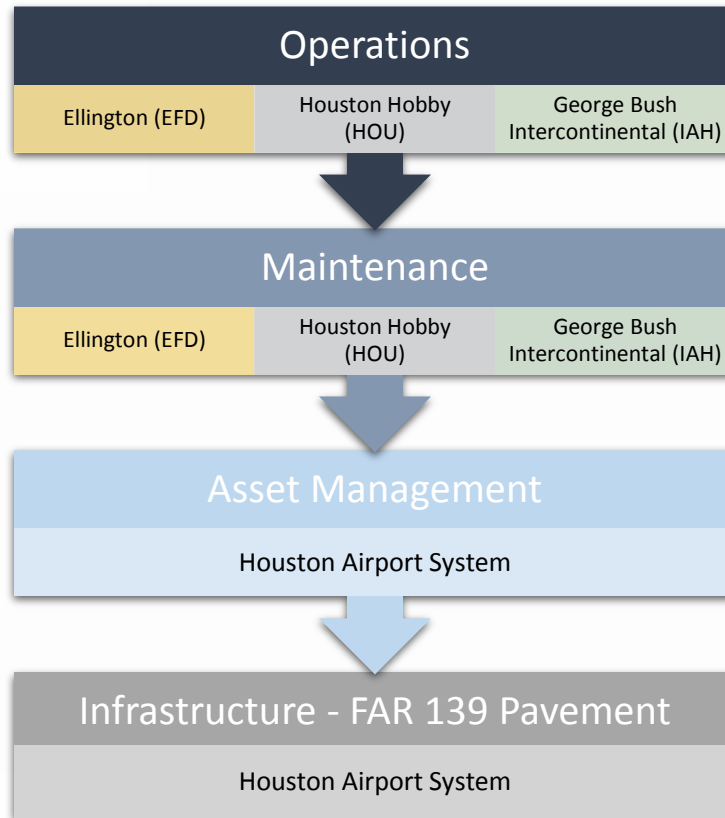 Operations
Ellington (EFD)
Houston Hobby
(HOU)
George Bush
Intercontinental (IAH)
Maintenance
Ellington (EFD)
Houston Hobby
(HOU)
George Bush
Intercontinental (IAH)
Asset Management
Houston Airport System
Infrastructure - FAR 139 Pavement
Houston Airport System